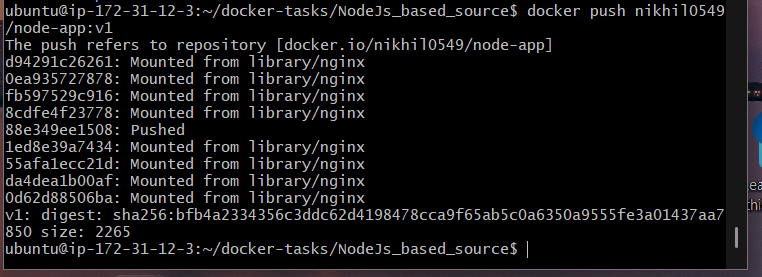 ubuntu@ip-172-31-12-3:~/docker-tasks/NodeJs_based_source$ docker push nikhil0549
/node-app:v1
The push refers to repository [docker.io/nikhil0549/node-app]
d94291c26261: Mounted from library/nginx
0ea935727878: Mounted from library/nginx
fb597529c916: Mounted from library/nginx
8cdfe4f23778: Mounted from library/nginx
88e349ee1508: Pushed
1ed8e39a7434: Mounted from library/nginx
55afa1ecc21d: Mounted from library/nginx
da4dea1b00af: Mounted from library/nginx
0d62d88506ba: Mounted from library/nginx
v1: digest: sha256:bfb4a2334356c3ddc62d4198478cca9f65ab5c0a6350a9555fe3a01437aa7
850 size: 2265
ubuntu@ip-172-31-12-3:~/docker-tasks/NodeJs_based_source$